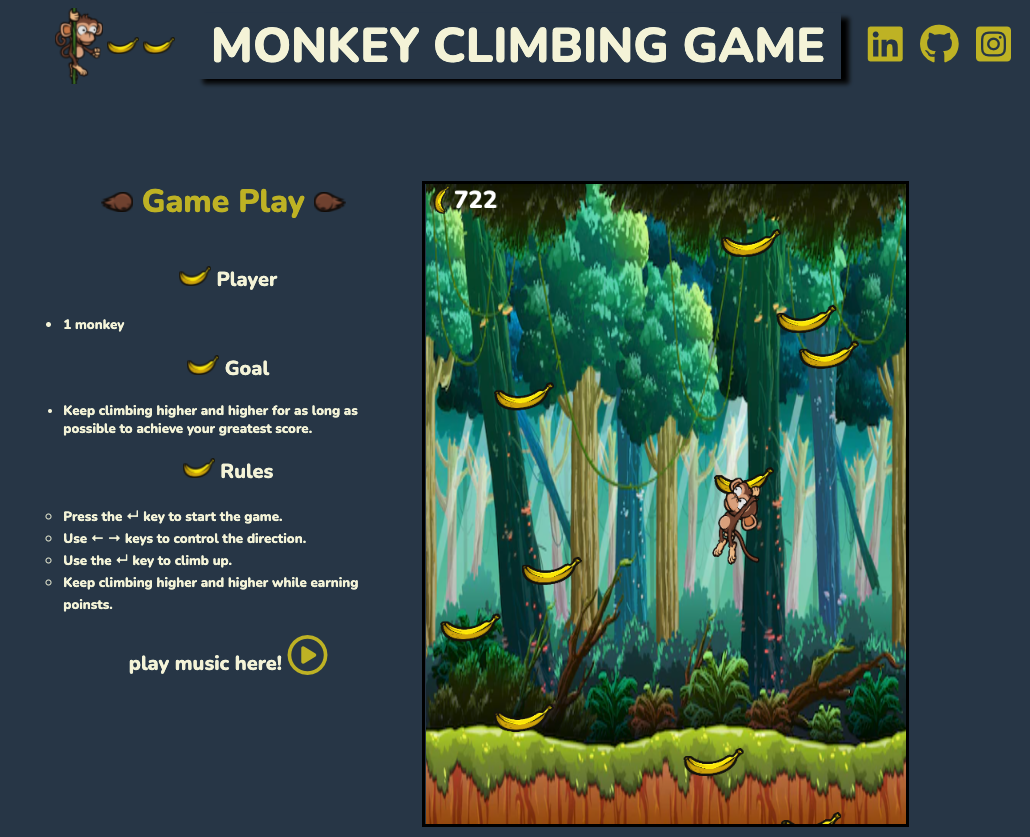 MONKEY CLIMBING GAME
Game Play
Player
1 monkey
Goal
Keep climbing higher and higher for as long as
possible to achieve your greatest score.
Rules
Press the ↵ key to start the game.
Use ← → keys to control the direction.
Use the ↵ key to climb up.
Keep climbing higher and higher while earning
poinsts.
play music here!
722